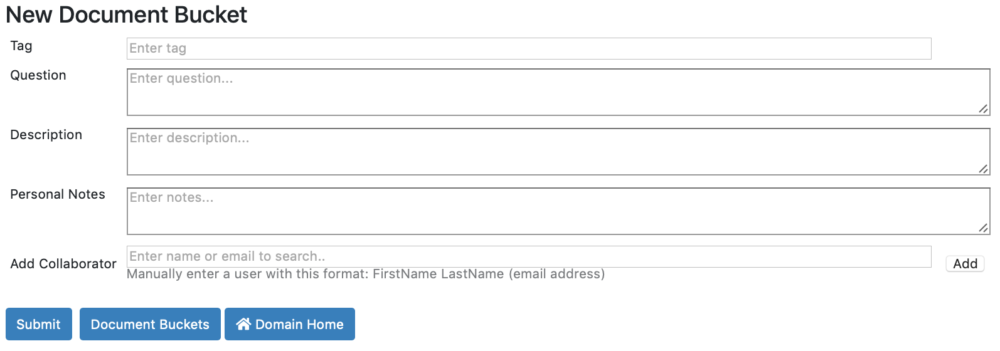 New Document Bucket
Tag
Enter tag
Question
Enter question...
Description
Enter description...
Personal Notes
Enter notes...
Add Collaborator
Enter name or email to search..
Add
Manually enter a user with this format: FirstName LastName (email address)
Submit
Document Buckets
Domain Home